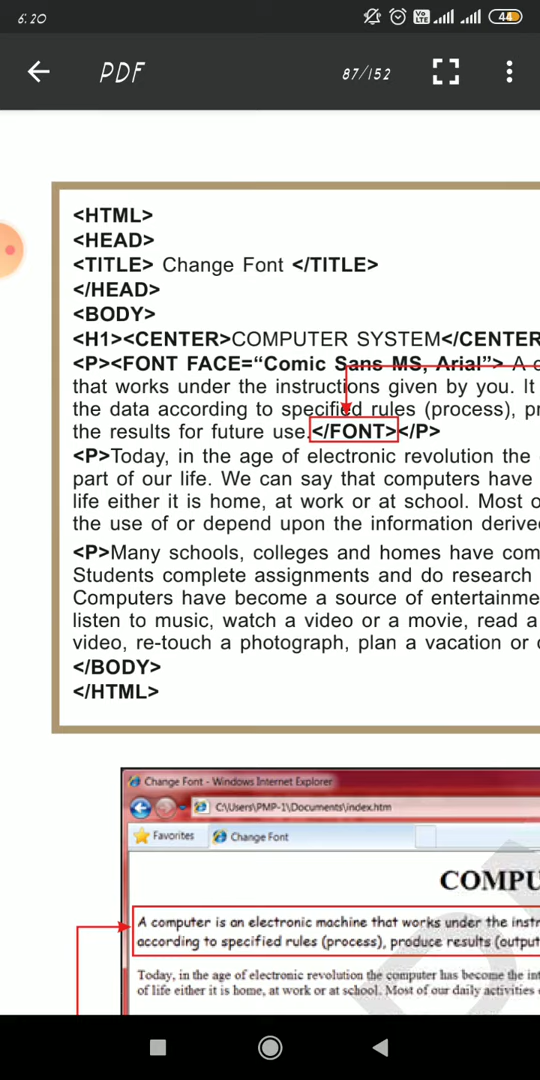 6.20
Vo LTE
44
PDF
87/152
<HTML>
<HEAD>
<TITLE> Change Font </TITLE>
</HEAD>
<BODY>
<H1><CENTER>COMPUTER SYSTEM</CENTER
<P><FONT FACE=“Comic Sans MS, Arial”> A c
that works under the instructions given by you. It
the data according to specified rules (process), pr
the results for future use.</FONT></P>
<P>Today, in the age of electronic revolution the
part of our life. We can say that computers have
life either it is home, at work or at school. Most o
the use of or depend upon the information derive
<P>Many schools, colleges and homes have com
Students complete assignments and do research
Computers have become a source of entertainme
listen to music, watch a video or a movie, read a
video, re-touch a photograph, plan a vacation or
</BODY>
</HTML>
Change Font - Windows Internet Explorer
C:\Users\PMP-1\Documents\index.htm
Favorites
Change Font
COMPU
A computer is an electronic machine that works under the instr
according to specified rules (process), produce results (output
Today, in the age of electronic revolution the computer has become the int
of life either it is home, at work or at school. Most of our daily activities